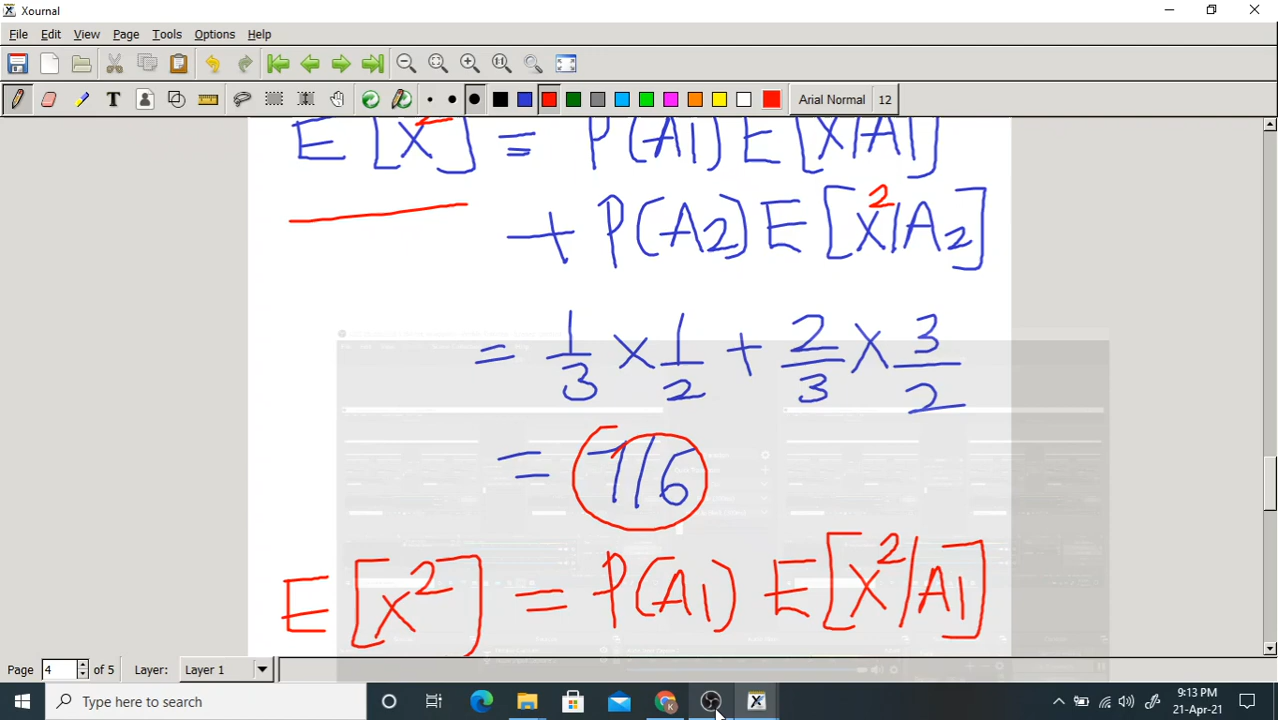 Xournal
File Edit View Page Tools Options Help
T Arial Normal 12
E [X²] = P(A1) E [X|A1]
+ P(A2) E [X²|A2]
= 1/3 × 1/2 + 2/3 × 3/2
= 7/6
E [X²] = P(A1) E [X²|A1]
Page 4 of 5 Layer: Layer 1
Type here to search
9:13 PM
21-Apr-21